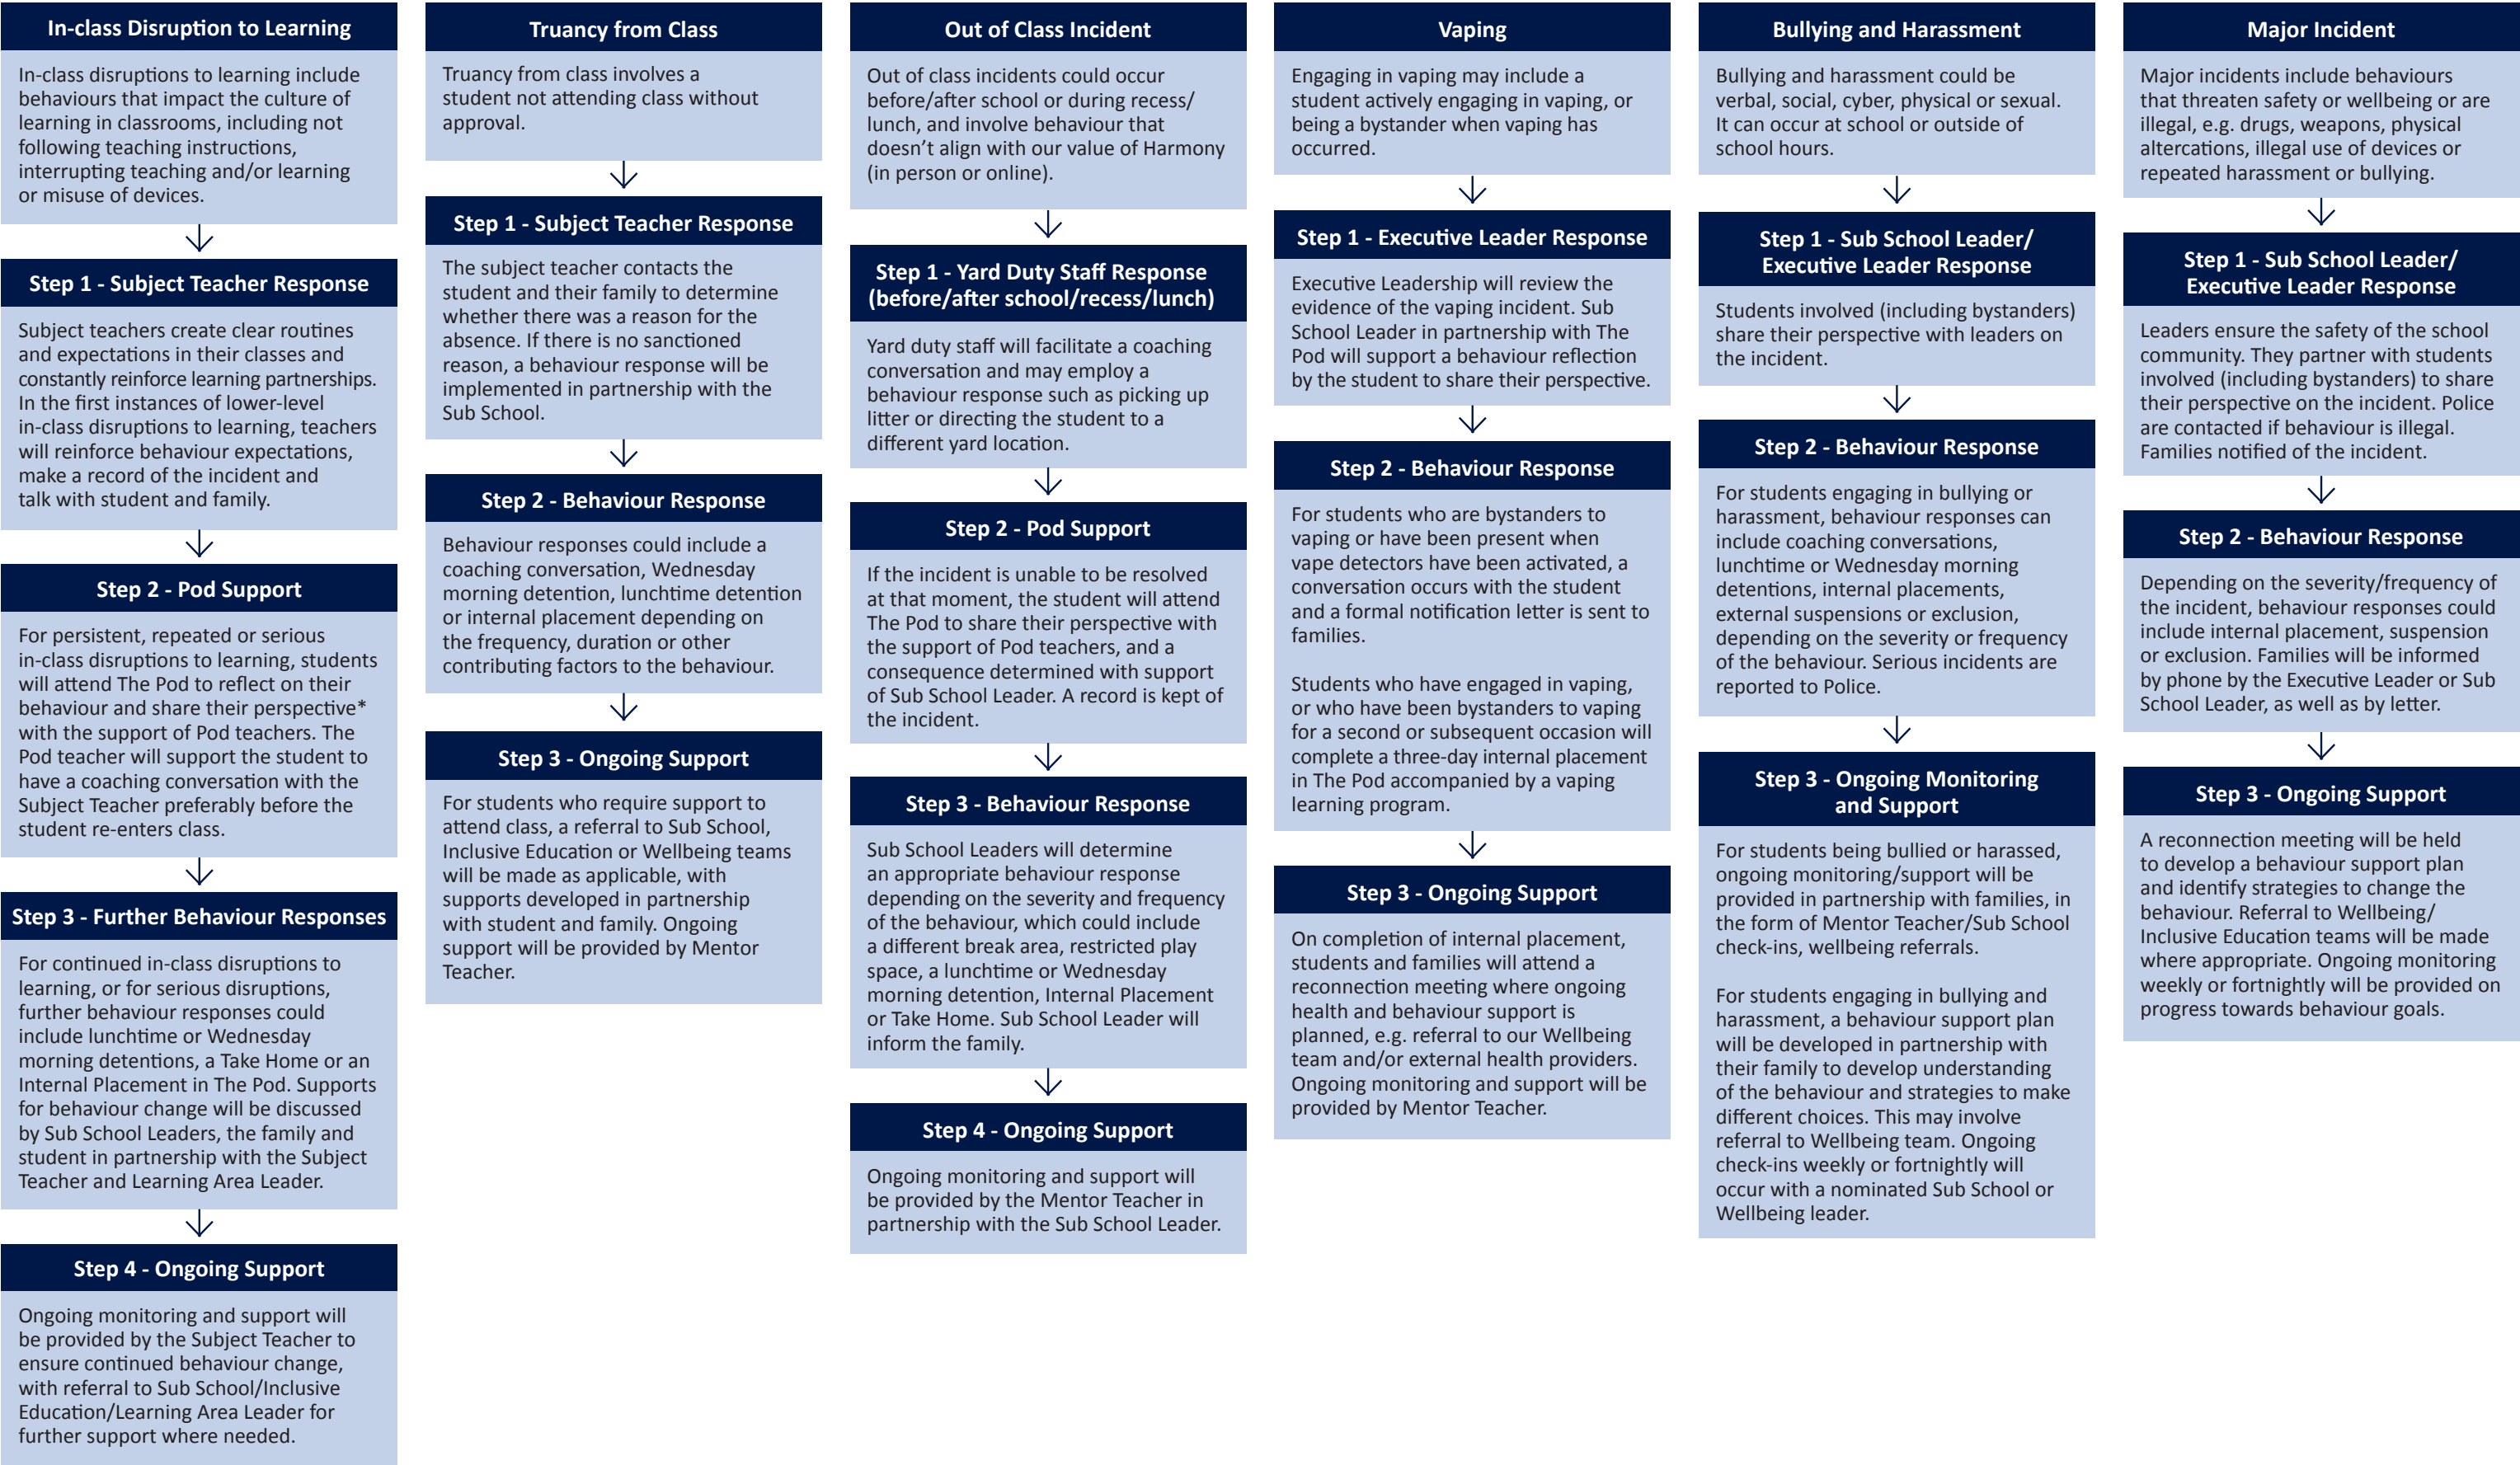 In-class Disruption to Learning
In-class disruptions to learning include
behaviours that impact the culture of
learning in classrooms, including not
following teaching instructions,
interrupting teaching and/or learning
or misuse of devices.
Step 1 - Subject Teacher Response
Subject teachers create clear routines
and expectations in their classes and
constantly reinforce learning partnerships.
In the first instances of lower-level
in-class disruptions to learning, teachers
will reinforce behaviour expectations,
make a record of the incident and
talk with student and family.
Step 2 - Pod Support
For persistent, repeated or serious
in-class disruptions to learning, students
will attend The Pod to reflect on their
behaviour and share their perspective*
with the support of Pod teachers. The
Pod teacher will support the student to
have a coaching conversation with the
Subject Teacher preferably before the
student re-enters class.
Step 3 - Further Behaviour Responses
For continued in-class disruptions to
learning, or for serious disruptions,
further behaviour responses could
include lunchtime or Wednesday
morning detentions, a Take Home or an
Internal Placement in The Pod. Supports
for behaviour change will be discussed
by Sub School Leaders, the family and
student in partnership with the Subject
Teacher and Learning Area Leader.
Step 4 - Ongoing Support
Ongoing monitoring and support will
be provided by the Subject Teacher to
ensure continued behaviour change,
with referral to Sub School/Inclusive
Education/Learning Area Leader for
further support where needed.
Truancy from Class
Truancy from class involves a
student not attending class without
approval.
Step 1 - Subject Teacher Response
The subject teacher contacts the
student and their family to determine
whether there was a reason for the
absence. If there is no sanctioned
reason, a behaviour response will be
implemented in partnership with the
Sub School.
Step 2 - Behaviour Response
Behaviour responses could include a
coaching conversation, Wednesday
morning detention, lunchtime detention
or internal placement depending on
the frequency, duration or other
contributing factors to the behaviour.
Step 3 - Ongoing Support
For students who require support to
attend class, a referral to Sub School,
Inclusive Education or Wellbeing teams
will be made as applicable, with
supports developed in partnership
with student and family. Ongoing
support will be provided by Mentor
Teacher.
Out of Class Incident
Out of class incidents could occur
before/after school or during recess/
lunch, and involve behaviour that
doesn't align with our value of Harmony
(in person or online).
Step 1 - Yard Duty Staff Response
(before/after school/recess/lunch)
Yard duty staff will facilitate a coaching
conversation and may employ a
behaviour response such as picking up
litter or directing the student to a
different yard location.
Step 2 - Pod Support
If the incident is unable to be resolved
at that moment, the student will attend
The Pod to share their perspective with
the support of Pod teachers, and a
consequence determined with support
of Sub School Leader. A record is kept of
the incident.
Step 3 - Behaviour Response
Sub School Leaders will determine
an appropriate behaviour response
depending on the severity and frequency
of the behaviour, which could include
a different break area, restricted play
space, a lunchtime or Wednesday
morning detention, Internal Placement
or Take Home. Sub School Leader will
inform the family.
Step 4 - Ongoing Support
Ongoing monitoring and support will
be provided by the Mentor Teacher in
partnership with the Sub School Leader.
Vaping
Engaging in vaping may include a
student actively engaging in vaping, or
being a bystander when vaping has
occurred.
Step 1 - Executive Leader Response
Executive Leadership will review the
evidence of the vaping incident. Sub
School Leader in partnership with The
Pod will support a behaviour reflection
by the student to share their perspective.
Step 2 - Behaviour Response
For students who are bystanders to
vaping or have been present when
vape detectors have been activated, a
conversation occurs with the student
and a formal notification letter is sent to
families.
Students who have engaged in vaping,
or who have been bystanders to vaping
for a second or subsequent occasion will
complete a three-day internal placement
in The Pod accompanied by a vaping
learning program.
Step 3 - Ongoing Support
On completion of internal placement,
students and families will attend a
reconnection meeting where ongoing
health and behaviour support is
planned, e.g. referral to our Wellbeing
team and/or external health providers.
Ongoing monitoring and support will be
provided by Mentor Teacher.
Bullying and Harassment
Bullying and harassment could be
verbal, social, cyber, physical or sexual.
It can occur at school or outside of
school hours.
Step 1 - Sub School Leader/
Executive Leader Response
Students involved (including bystanders)
share their perspective with leaders on
the incident.
Step 2 - Behaviour Response
For students engaging in bullying or
harassment, behaviour responses can
include coaching conversations,
lunchtime or Wednesday morning
detentions, internal placements,
external suspensions or exclusion,
depending on the severity or frequency
of the behaviour. Serious incidents are
reported to Police.
Step 3 - Ongoing Monitoring
and Support
For students being bullied or harassed,
ongoing monitoring/support will be
provided in partnership with families, in
the form of Mentor Teacher/Sub School
check-ins, wellbeing referrals.
For students engaging in bullying and
harassment, a behaviour support plan
will be developed in partnership with
their family to develop understanding
of the behaviour and strategies to make
different choices. This may involve
referral to Wellbeing team. Ongoing
check-ins weekly or fortnightly will
occur with a nominated Sub School or
Wellbeing leader.
Major Incident
Major incidents include behaviours
that threaten safety or wellbeing or are
illegal, e.g. drugs, weapons, physical
altercations, illegal use of devices or
repeated harassment or bullying.
Step 1 - Sub School Leader/
Executive Leader Response
Leaders ensure the safety of the school
community. They partner with students
involved (including bystanders) to share
their perspective on the incident. Police
are contacted if behaviour is illegal.
Families notified of the incident.
Step 2 - Behaviour Response
Depending on the severity/frequency of
the incident, behaviour responses could
include internal placement, suspension
or exclusion. Families will be informed
by phone by the Executive Leader or Sub
School Leader, as well as by letter.
Step 3 - Ongoing Support
A reconnection meeting will be held
to develop a behaviour support plan
and identify strategies to change the
behaviour. Referral to Wellbeing/
Inclusive Education teams will be made
where appropriate. Ongoing monitoring
weekly or fortnightly will be provided on
progress towards behaviour goals.